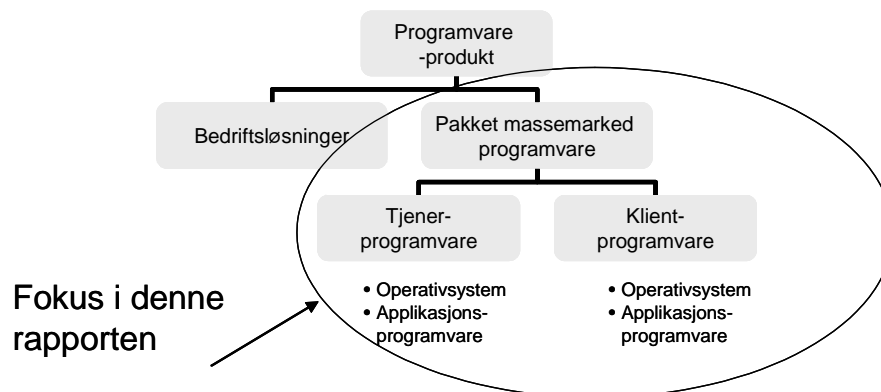 Programvare
-produkt
Bedriftsløsninger
Pakket massemarked
programvare
Tjener-
programvare
Klient-
programvare
• Operativsystem
• Applikasjons-
programvare
• Operativsystem
• Applikasjons-
programvare
Fokus i denne
rapporten